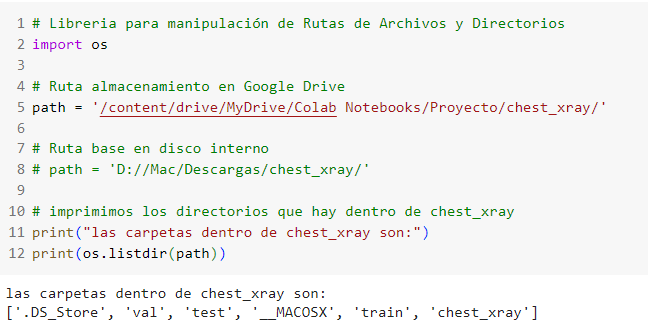 1 # Libreria para manipulación de Rutas de Archivos y Directorios
2 import os
3
4 # Ruta almacenamiento en Google Drive
5 path = '/content/drive/MyDrive/Colab Notebooks/Proyecto/chest_xray/'
6
7 # Ruta base en disco interno
8 # path = 'D://Mac/Descargas/chest_xray/'
9
10 # imprimimos los directorios que hay dentro de chest_xray
11 print("las carpetas dentro de chest_xray son:")
12 print(os.listdir(path))
las carpetas dentro de chest_xray son:
['.DS_Store', 'val', 'test', '__MACOSX', 'train', 'chest_xray']